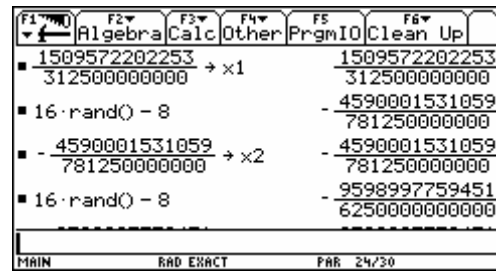 F1 F2 F3 F4 F5 F6
Algebra Calc Other PrgmIO Clean Up
1509572202253 / 312500000000 → x1 1509572202253 / 312500000000
16·rand() - 8 - 4590001531059 / 781250000000
- 4590001531059 / 781250000000 → x2 - 4590001531059 / 781250000000
16·rand() - 8 - 9598997759451 / 62500000000000
MAIN RAD EXACT PAR 24/30